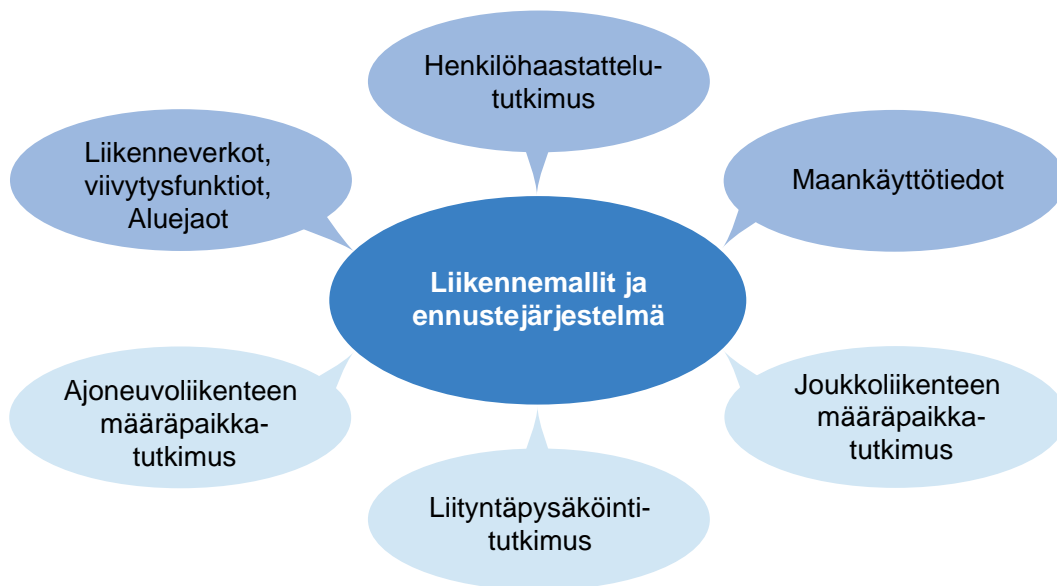 Henkilöhaastattelu-
tutkimus
Liikenneverkot,
viivytysfunktiot,
Aluejaot
Maankäyttötiedot
Liikennemallit ja
ennustejärjestelmä
Ajoneuvoliikenteen
määräpaikka-
tutkimus
Joukkoliikenteen
määräpaikka-
tutkimus
Liityntäpysäköinti-
tutkimus